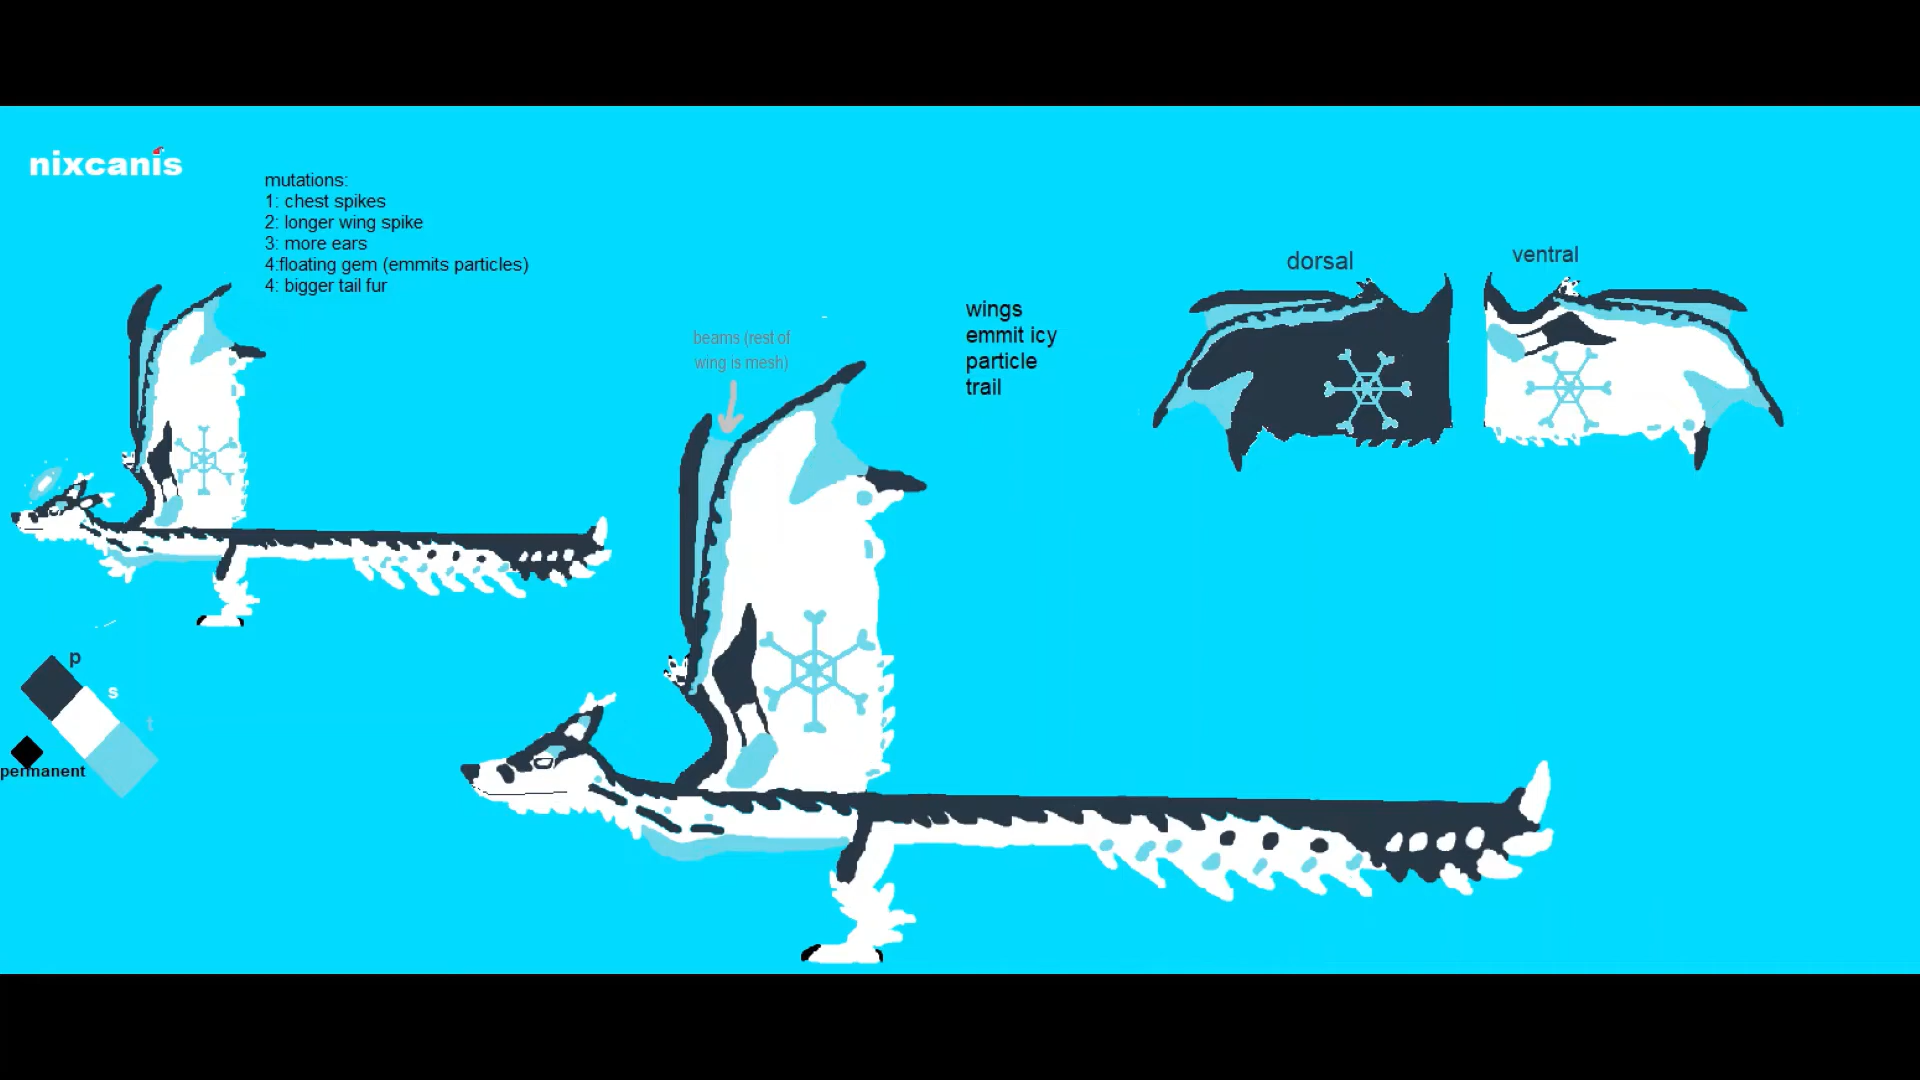 nixcanis
mutations:
1: chest spikes
2: longer wing spike
3: more ears
4:floating gem (emmits particles)
4: bigger tail fur
beams (rest of
wing is mesh)
wings
emmit icy
particle
trail
dorsal
ventral
p
s
t
permanent